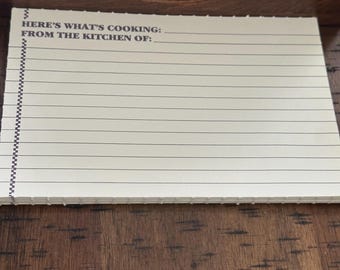 HERE'S WHAT'S COOKING:
FROM THE KITCHEN OF: